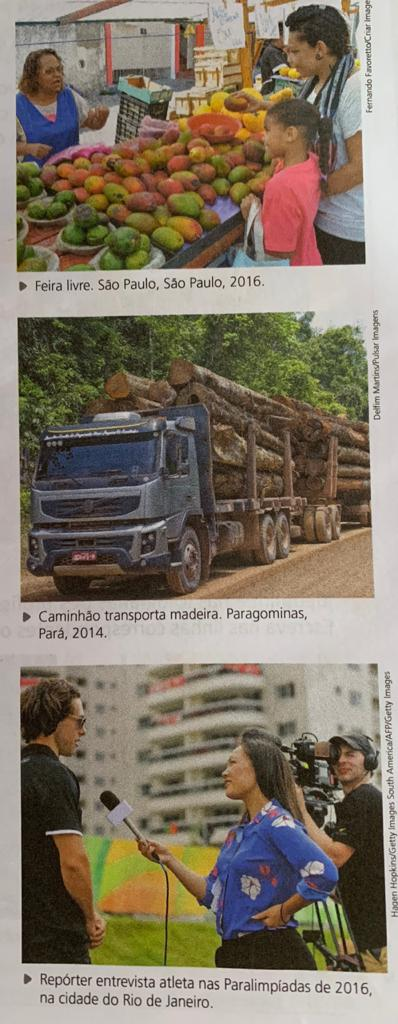 Fernando Favoretto/Criar Imagem
Feira livre. São Paulo, São Paulo, 2016.
Delfim Martins/Pulsar Imagens
Caminhão transporta madeira. Paragominas,
Pará, 2014.
Hagen Hopkins/Getty Images South America/AFP/Getty Images
Repórter entrevista atleta nas Paralimpíadas de 2016,
na cidade do Rio de Janeiro.